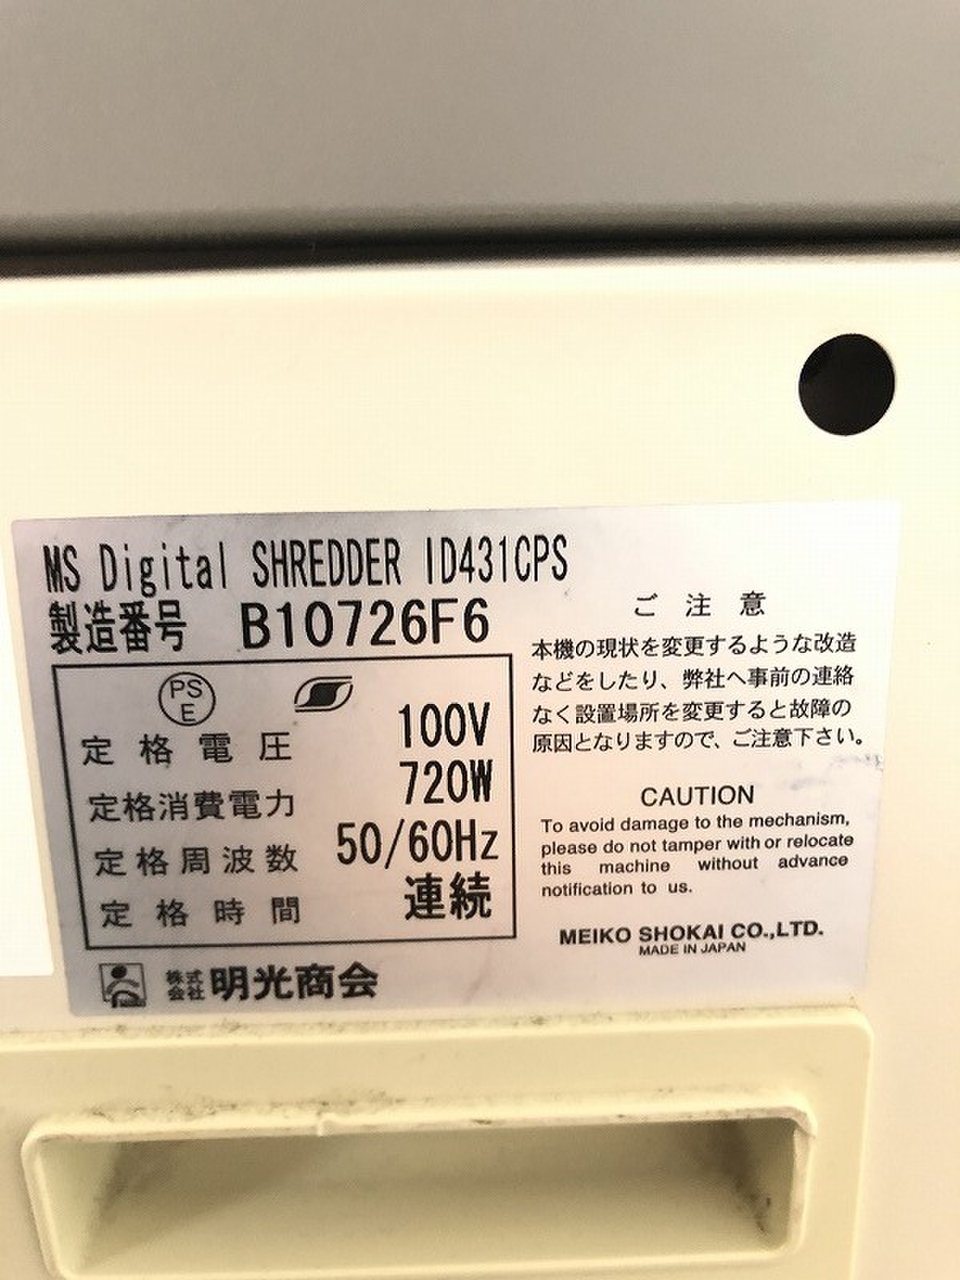 MS Digital SHREDDER ID431CPS
製造番号 B10726F6
PS
E
定格電圧 100V
定格消費電力 720W
定格周波数 50/60Hz
定格時間 連続
株式
会社 明光商会
ご注意
本機の現状を変更するような改造
などをしたり、弊社へ事前の連絡
なく設置場所を変更すると故障の
原因となりますので、ご注意下さい。
CAUTION
To avoid damage to the mechanism,
please do not tamper with or relocate
this machine without advance
notification to us.
MEIKO SHOKAI CO.,LTD.
MADE IN JAPAN